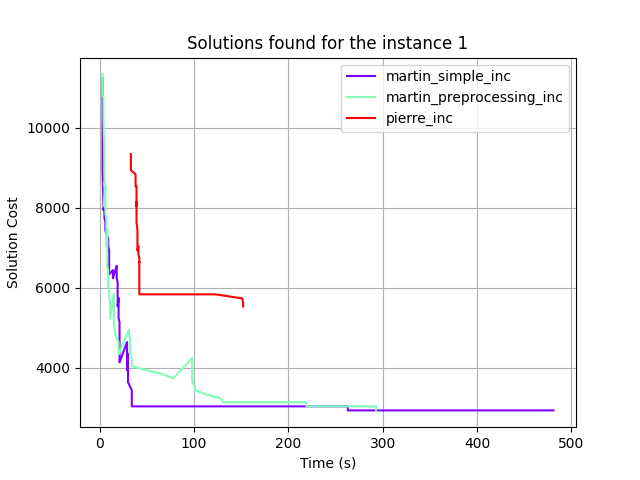 Solutions found for the instance 1
martin_simple_inc
martin_preprocessing_inc
pierre_inc
Solution Cost
10000
8000
6000
4000
0 100 200 300 400 500
Time (s)